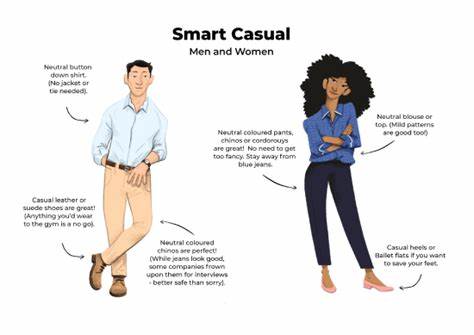 Smart Casual
Men and Women
Neutral button
down shirt.
(No jacket or
tie needed).
Casual leather or
suede shoes are great!
(Anything you'd wear
to the gym is a no go).
Neutral coloured
chinos are perfect!
(While jeans look good,
some companies frown
upon them for interviews
- better safe than sorry).
Neutral coloured pants,
chinos or cordorouys
are great! No need to get
too fancy. Stay away from
blue jeans.
Neutral blouse or
top. (Mild patterns
are good too!)
Casual heels or
Ballet flats if you want
to save your feet.